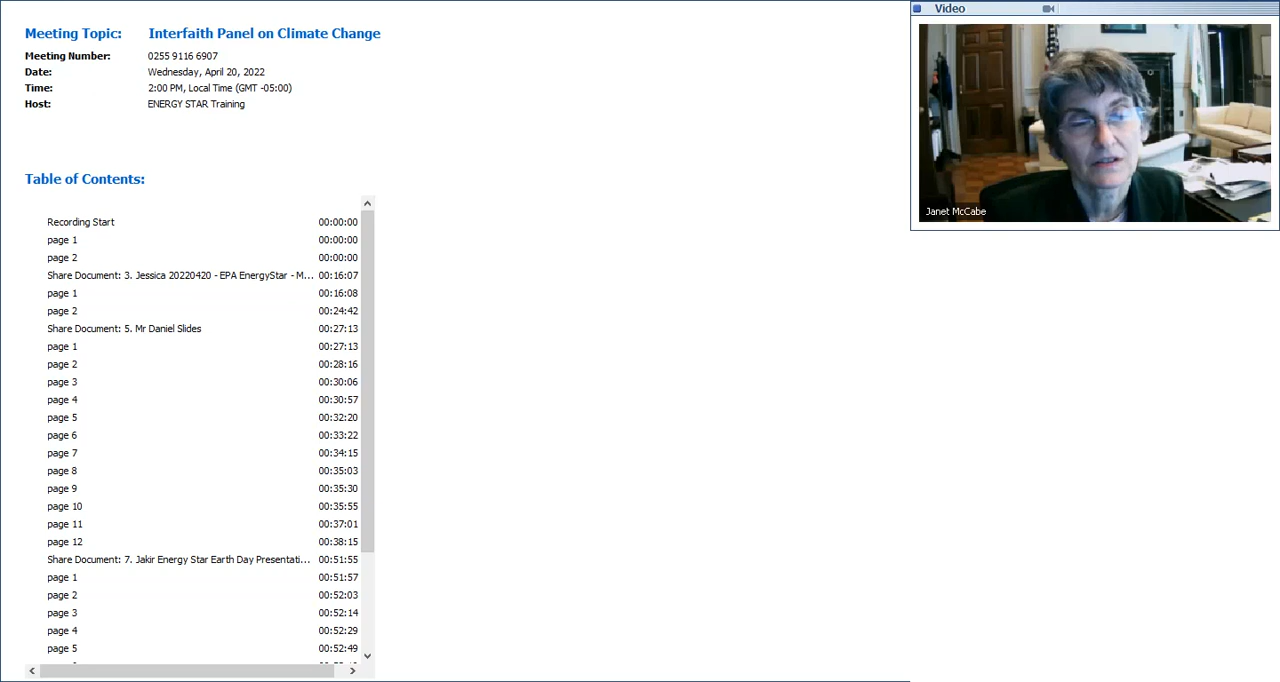 Meeting Topic: Interfaith Panel on Climate Change
Meeting Number: 0255 9116 6907
Date: Wednesday, April 20, 2022
Time: 2:00 PM, Local Time (GMT -05:00)
Host: ENERGY STAR Training
Table of Contents:
Recording Start 00:00:00
page 1 00:00:00
page 2 00:00:00
Share Document: 3. Jessica 20220420 - EPA EnergyStar - M... 00:16:07
page 1 00:16:08
page 2 00:24:42
Share Document: 5. Mr Daniel Slides 00:27:13
page 1 00:27:13
page 2 00:28:16
page 3 00:30:06
page 4 00:30:57
page 5 00:32:20
page 6 00:33:22
page 7 00:34:15
page 8 00:35:03
page 9 00:35:30
page 10 00:35:55
page 11 00:37:01
page 12 00:38:15
Share Document: 7. Jakir Energy Star Earth Day Presentati... 00:51:55
page 1 00:51:57
page 2 00:52:03
page 3 00:52:14
page 4 00:52:29
page 5 00:52:49
Video
Janet McCabe